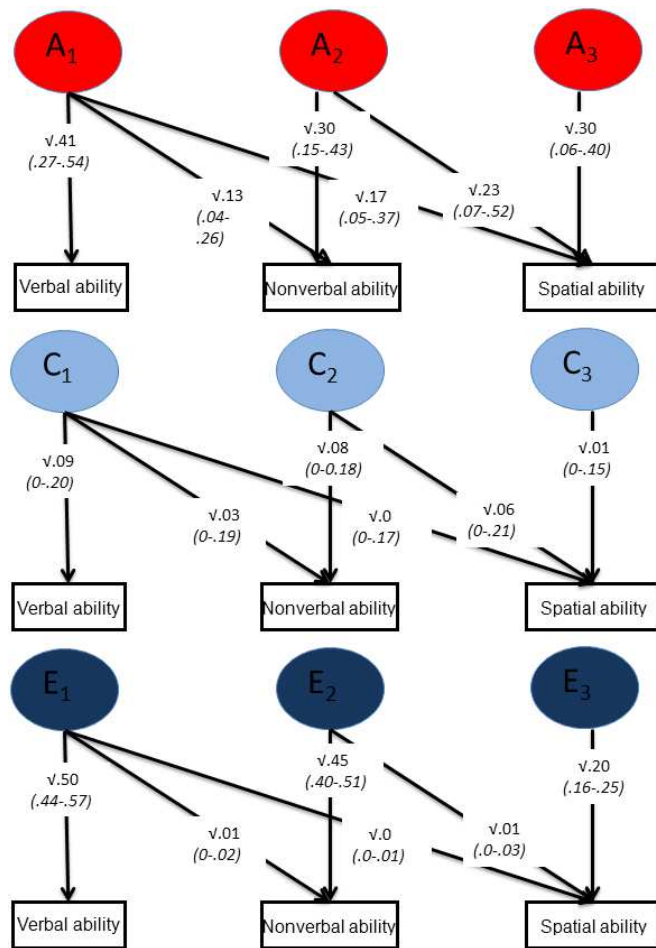 A1
A2
A3
√.41
(.27-.54)
√.30
(.15-.43)
√.30
(.06-.40)
√.13
(.04-
.26)
√.17
(.05-.37)
√.23
(.07-.52)
Verbal ability
Nonverbal ability
Spatial ability
C1
C2
C3
√.09
(0-.20)
√.08
(0-0.18)
√.01
(0-.15)
√.03
(0-.19)
√.0
(0-.17)
√.06
(0-.21)
Verbal ability
Nonverbal ability
Spatial ability
E1
E2
E3
√.50
(.44-.57)
√.45
(.40-.51)
√.20
(.16-.25)
√.01
(0-.02)
√.0
(.0-.01)
√.01
(.0-.03)
Verbal ability
Nonverbal ability
Spatial ability